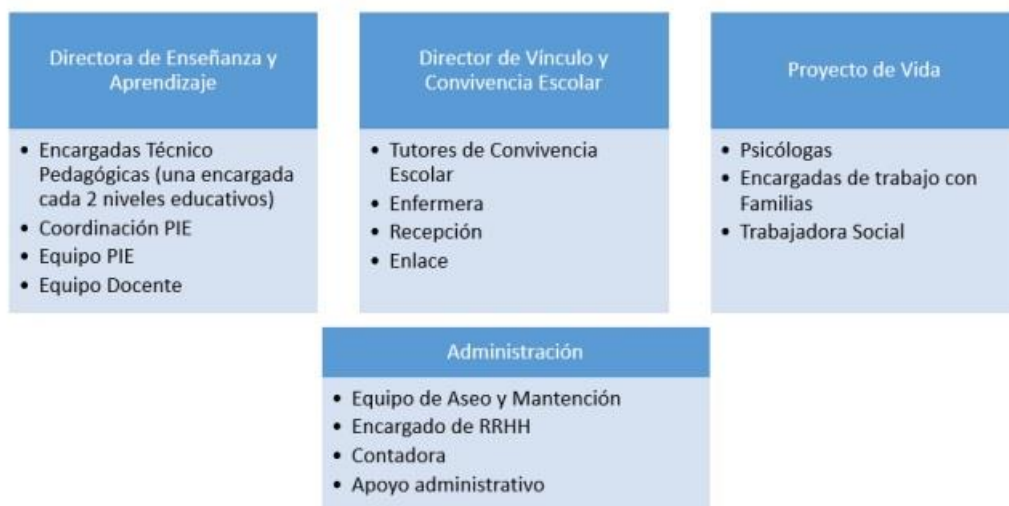 Directora de Enseñanza y
Aprendizaje
• Encargadas Técnico
Pedagógicas (una encargada
cada 2 niveles educativos)
• Coordinación PIE
• Equipo PIE
• Equipo Docente
Director de Vínculo y
Convivencia Escolar
• Tutores de Convivencia
Escolar
• Enfermera
• Recepción
• Enlace
Proyecto de Vida
• Psicólogas
• Encargadas de trabajo con
Familias
• Trabajadora Social
Administración
• Equipo de Aseo y Mantención
• Encargado de RRHH
• Contadora
• Apoyo administrativo